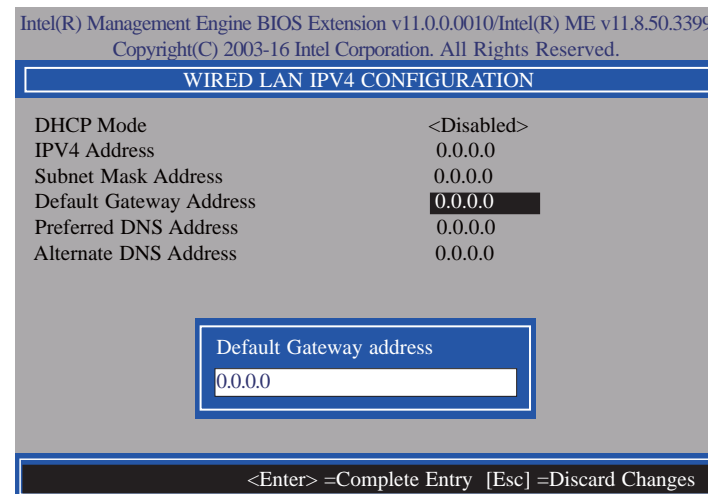 Intel(R) Management Engine BIOS Extension v11.0.0.0010/Intel(R) ME v11.8.50.3399
Copyright(C) 2003-16 Intel Corporation. All Rights Reserved.
WIRED LAN IPV4 CONFIGURATION
DHCP Mode <Disabled>
IPV4 Address 0.0.0.0
Subnet Mask Address 0.0.0.0
Default Gateway Address 0.0.0.0
Preferred DNS Address 0.0.0.0
Alternate DNS Address 0.0.0.0
Default Gateway address
0.0.0.0
<Enter> =Complete Entry [Esc] =Discard Changes